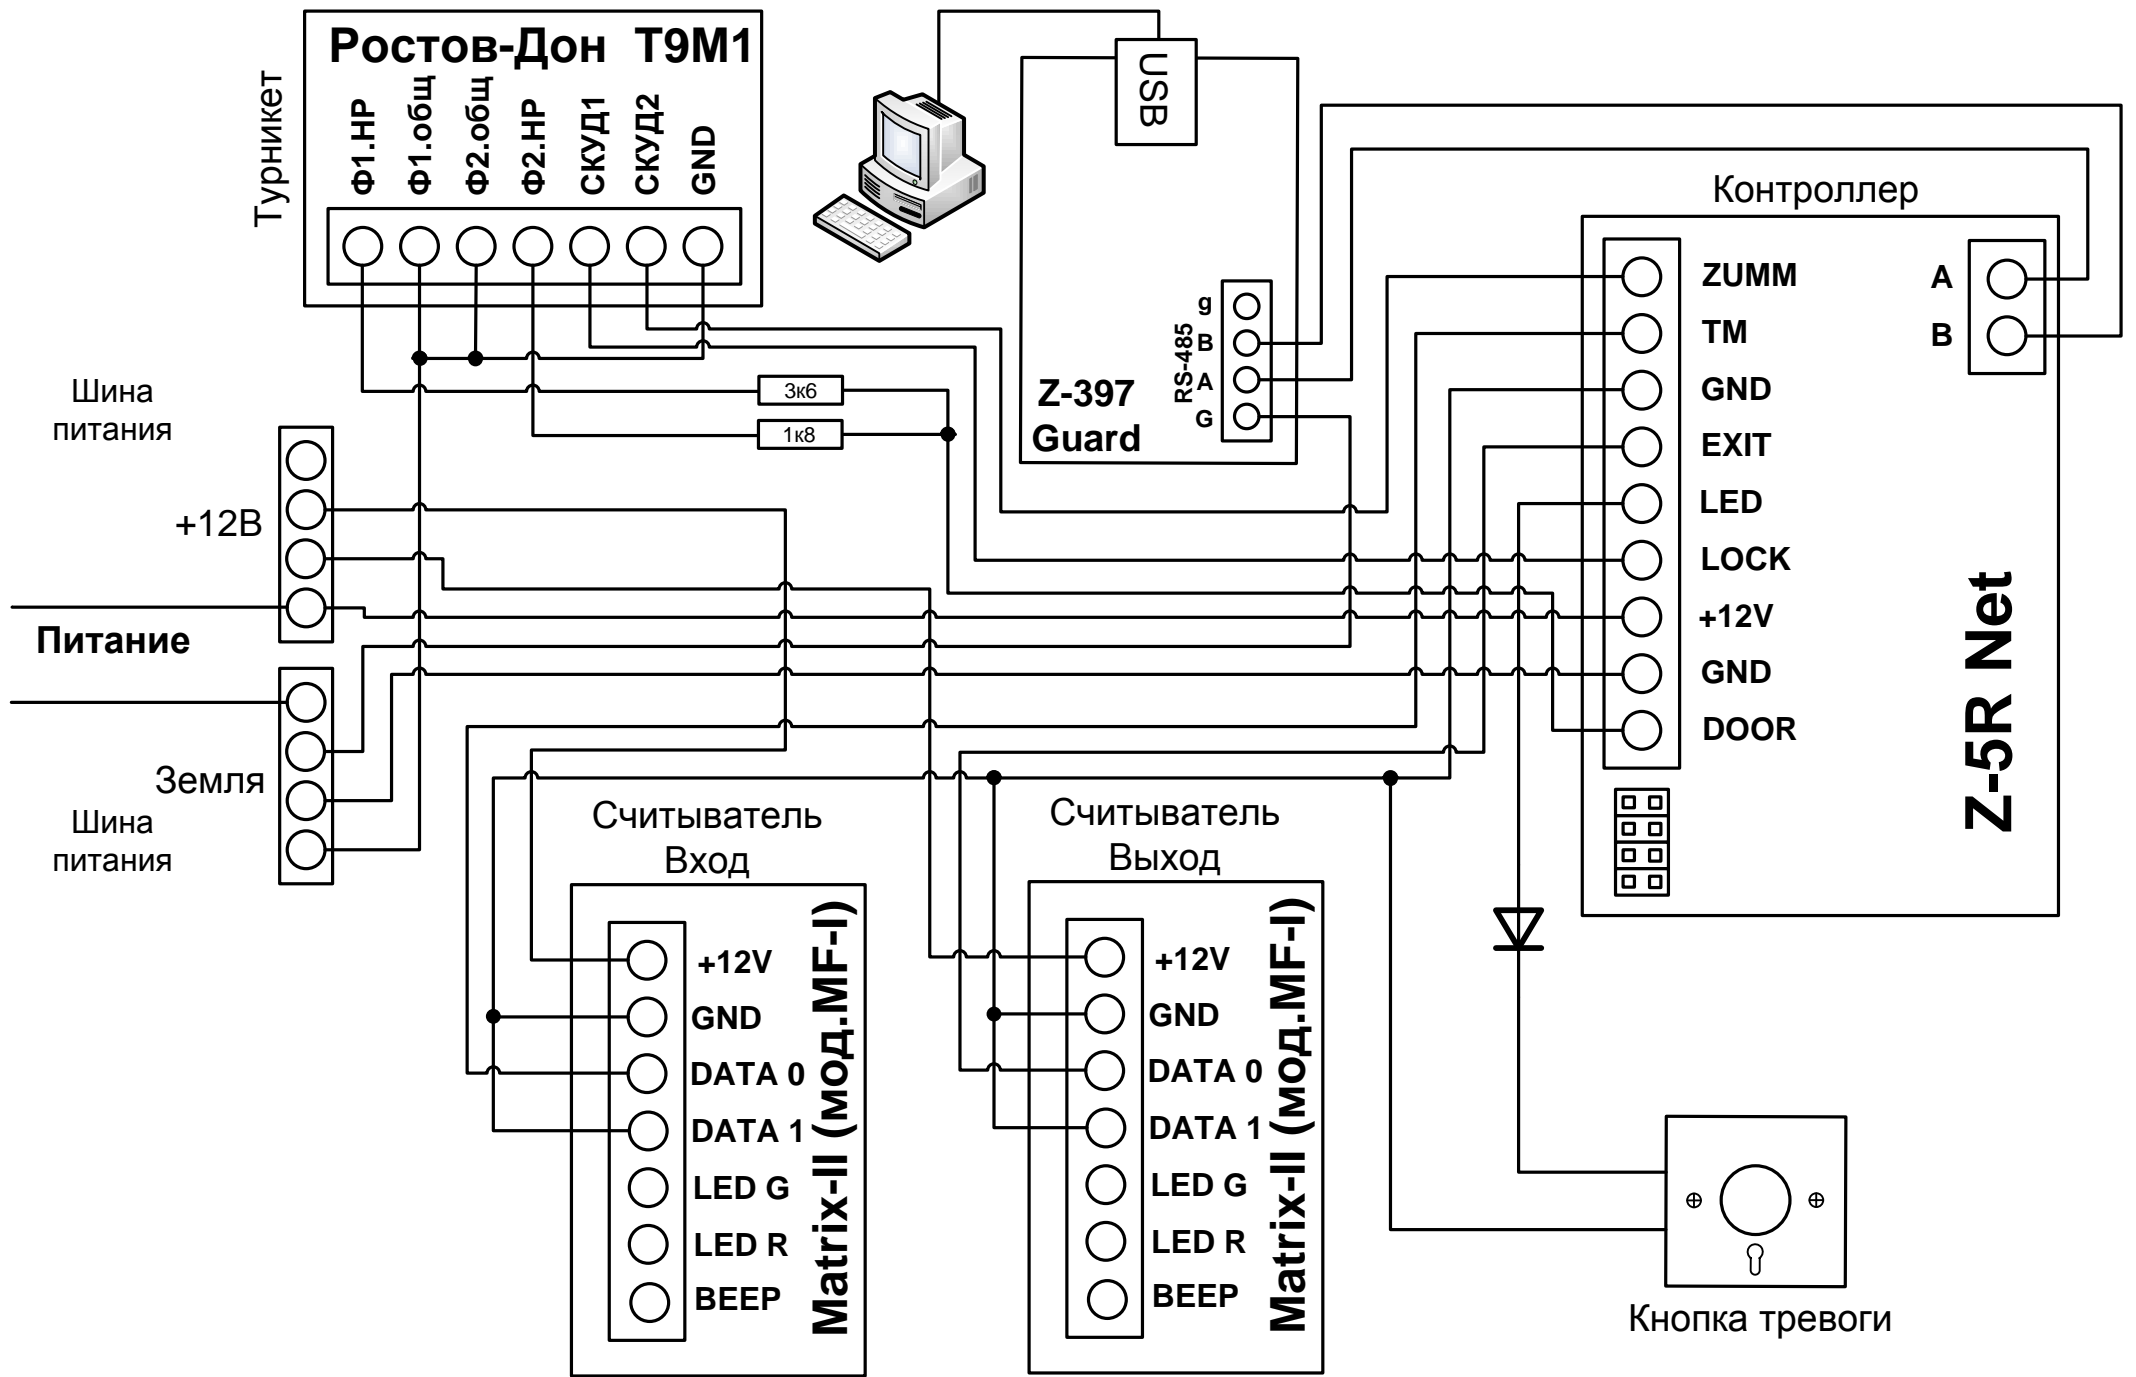 Ростов-Дон Т9М1
Турникет
Ф1.НР
Ф1.общ
Ф2.общ
Ф2.НР
СКУД1
СКУД2
GND
USB
Z-397
Guard
RS-485
g
B
A
G
Контроллер
ZUMM
TM
GND
EXIT
LED
LOCK
+12V
GND
DOOR
A
B
Z-5R Net
3к6
1к8
Шина
питания
+12В
Питание
Земля
Шина
питания
Считыватель
Вход
+12V
GND
DATA 0
DATA 1
LED G
LED R
BEEP
Matrix-II (мод.MF-I)
Считыватель
Выход
+12V
GND
DATA 0
DATA 1
LED G
LED R
BEEP
Matrix-II (мод.MF-I)
Кнопка тревоги